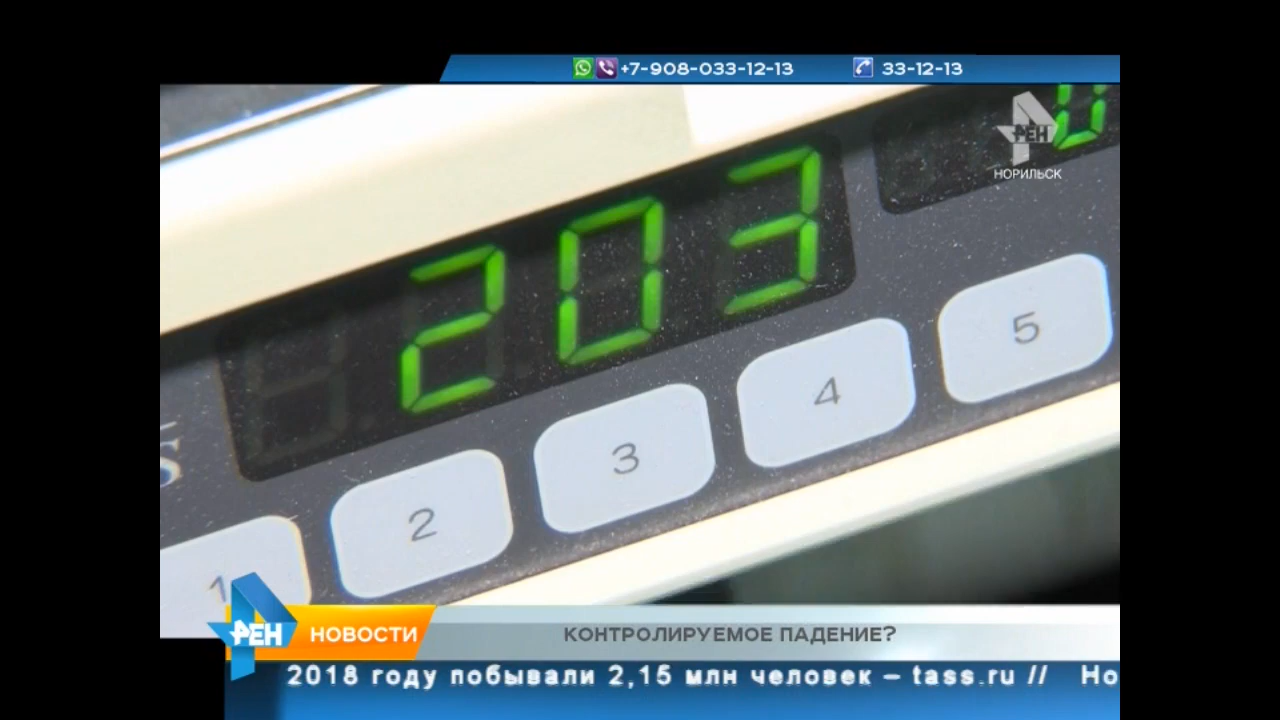 +7-908-033-12-13 33-12-13
РЕН
НОРИЛЬСК
203
5
4
3
2
1
РЕН НОВОСТИ КОНТРОЛИРУЕМОЕ ПАДЕНИЕ?
2018 году побывали 2,15 млн человек – tass.ru // Но